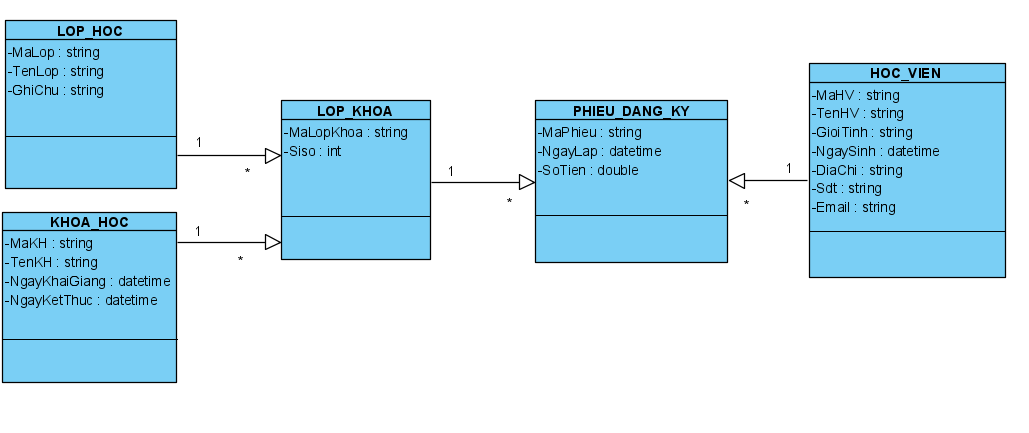 LOP_HOC
-MaLop : string
-TenLop : string
-GhiChu : string
1
*
KHOA_HOC
-MaKH : string
-TenKH : string
-NgayKhaiGiang : datetime
-NgayKetThuc : datetime
1
*
LOP_KHOA
-MaLopKhoa : string
-Siso : int
1
*
PHIEU_DANG_KY
-MaPhieu : string
-NgayLap : datetime
-SoTien : double
1
*
HOC_VIEN
-MaHV : string
-TenHV : string
-GioiTinh : string
-NgaySinh : datetime
-DiaChi : string
-Sdt : string
-Email : string